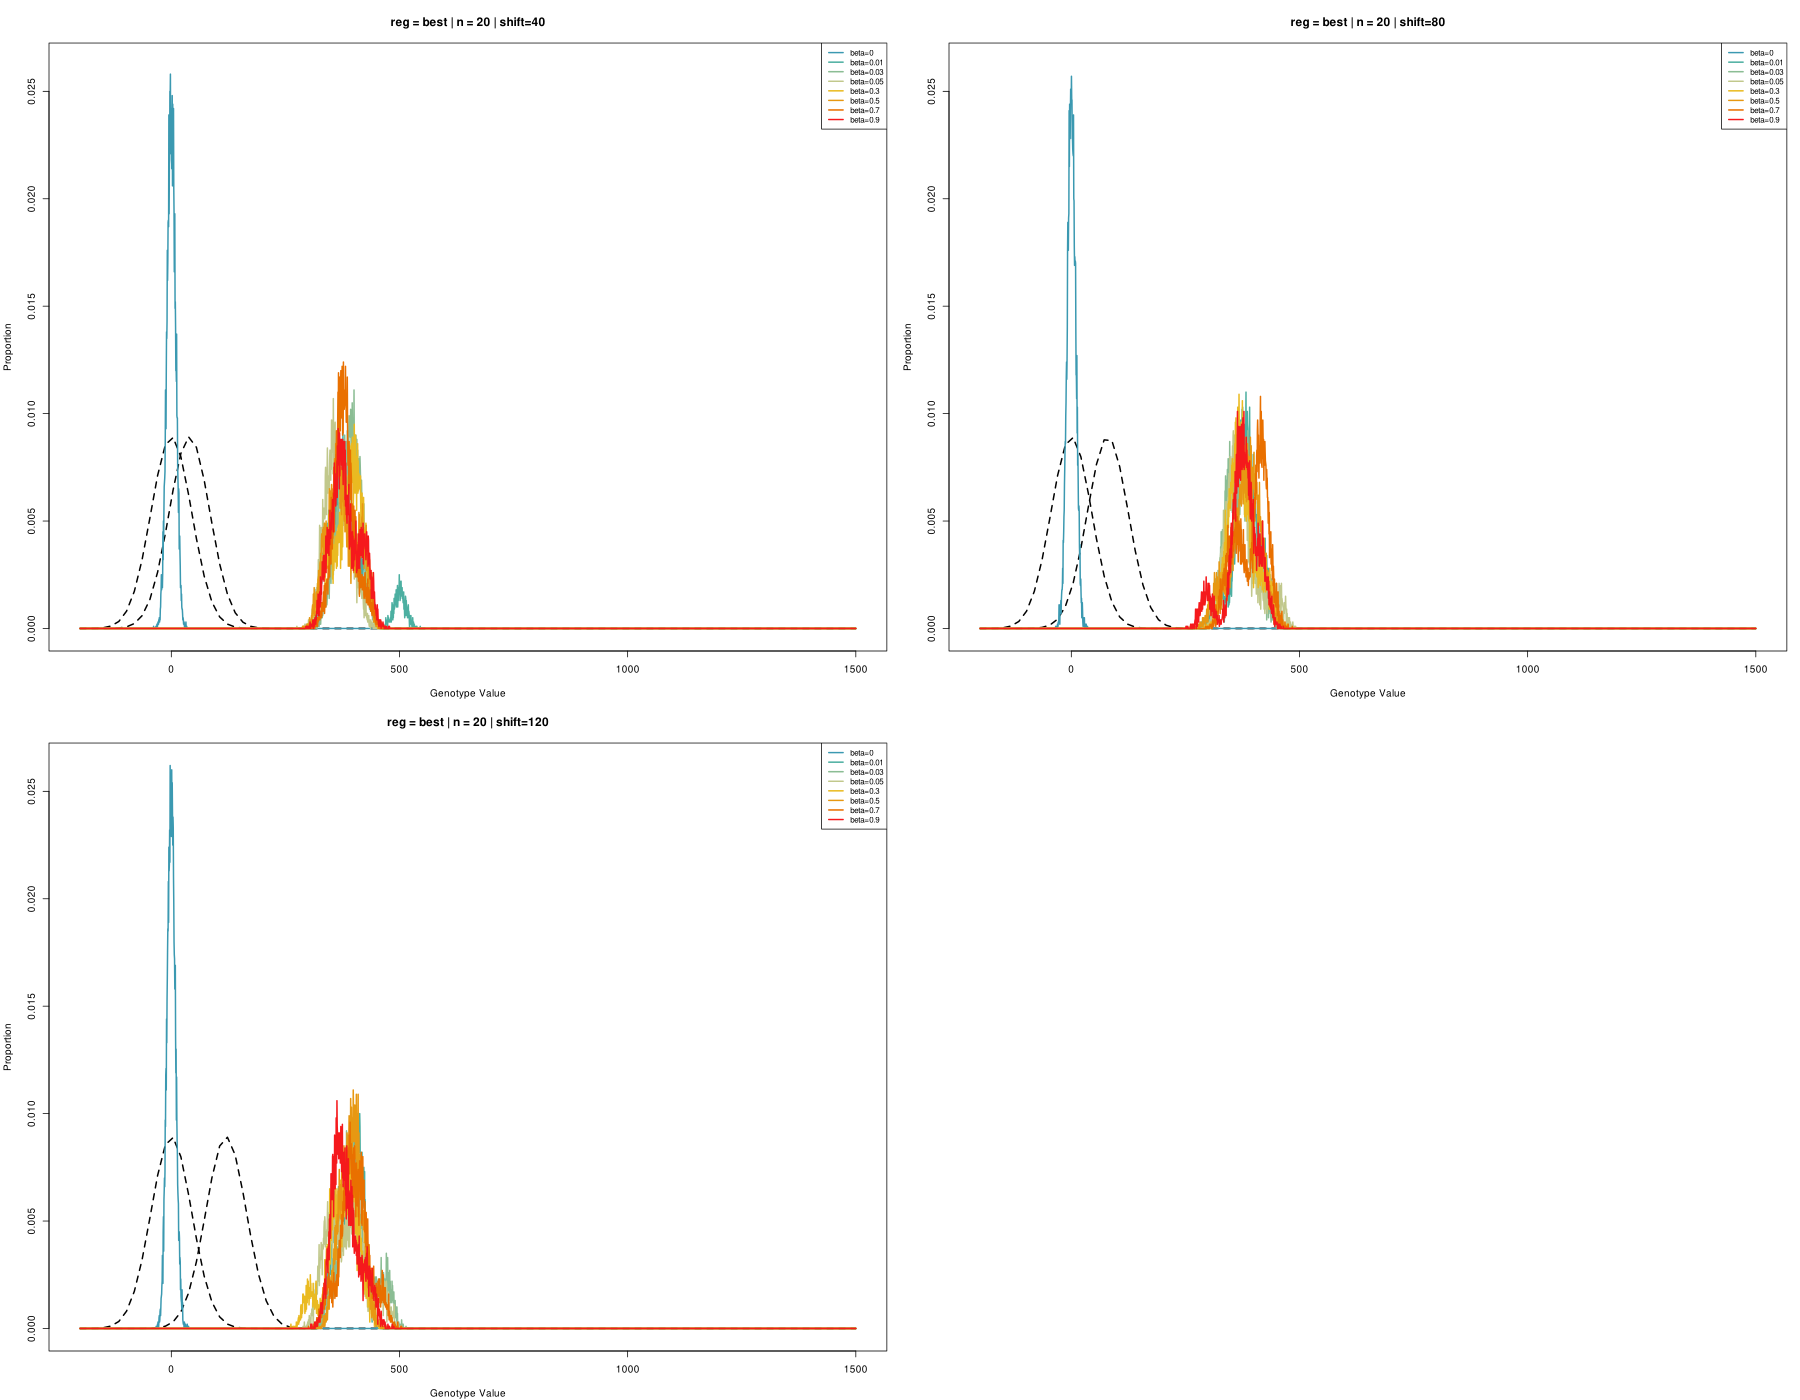 reg = best | n = 20 | shift=40
Proportion
0.025
0.020
0.015
0.010
0.005
0.000
beta=0
beta=0.01
beta=0.03
beta=0.05
beta=0.3
beta=0.5
beta=0.7
beta=0.9
0 500 1000 1500
Genotype Value
reg = best | n = 20 | shift=80
Proportion
0.025
0.020
0.015
0.010
0.005
0.000
beta=0
beta=0.01
beta=0.03
beta=0.05
beta=0.3
beta=0.5
beta=0.7
beta=0.9
0 500 1000 1500
Genotype Value
reg = best | n = 20 | shift=120
Proportion
0.025
0.020
0.015
0.010
0.005
0.000
beta=0
beta=0.01
beta=0.03
beta=0.05
beta=0.3
beta=0.5
beta=0.7
beta=0.9
0 500 1000 1500
Genotype Value